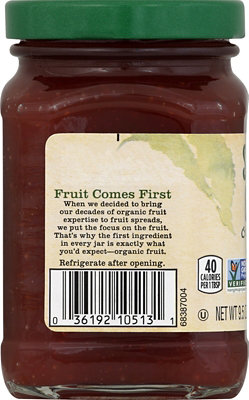 Fruit Comes First
When we decided to bring
our decades of organic fruit
expertise to fruit spreads,
we put the focus on the fruit.
That's why the first ingredient
in every jar is exactly what
you'd expect—organic fruit.
Refrigerate after opening.
0 36192 10513 1
68387004
40
CALORIES
PER 1 TBSP
U
NET WT 9.5